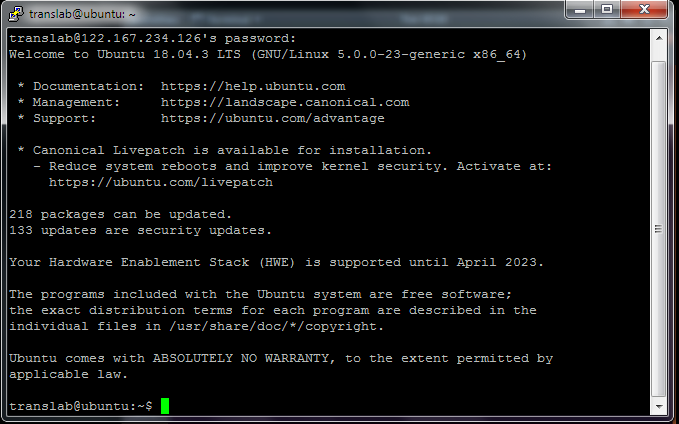 translab@ubuntu: ~
translab@122.167.234.126's password:
Welcome to Ubuntu 18.04.3 LTS (GNU/Linux 5.0.0-23-generic x86_64)
* Documentation:  https://help.ubuntu.com
* Management:     https://landscape.canonical.com
* Support:        https://ubuntu.com/advantage
* Canonical Livepatch is available for installation.
- Reduce system reboots and improve kernel security. Activate at:
https://ubuntu.com/livepatch
218 packages can be updated.
133 updates are security updates.
Your Hardware Enablement Stack (HWE) is supported until April 2023.
The programs included with the Ubuntu system are free software;
the exact distribution terms for each program are described in the
individual files in /usr/share/doc/*/copyright.
Ubuntu comes with ABSOLUTELY NO WARRANTY, to the extent permitted by
applicable law.
translab@ubuntu:~$